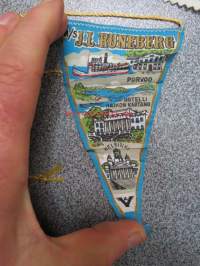 M/S J.L. RUNEBERG
PORVOO
HOTELLI
HAIKON KARTANO
HELSINKI